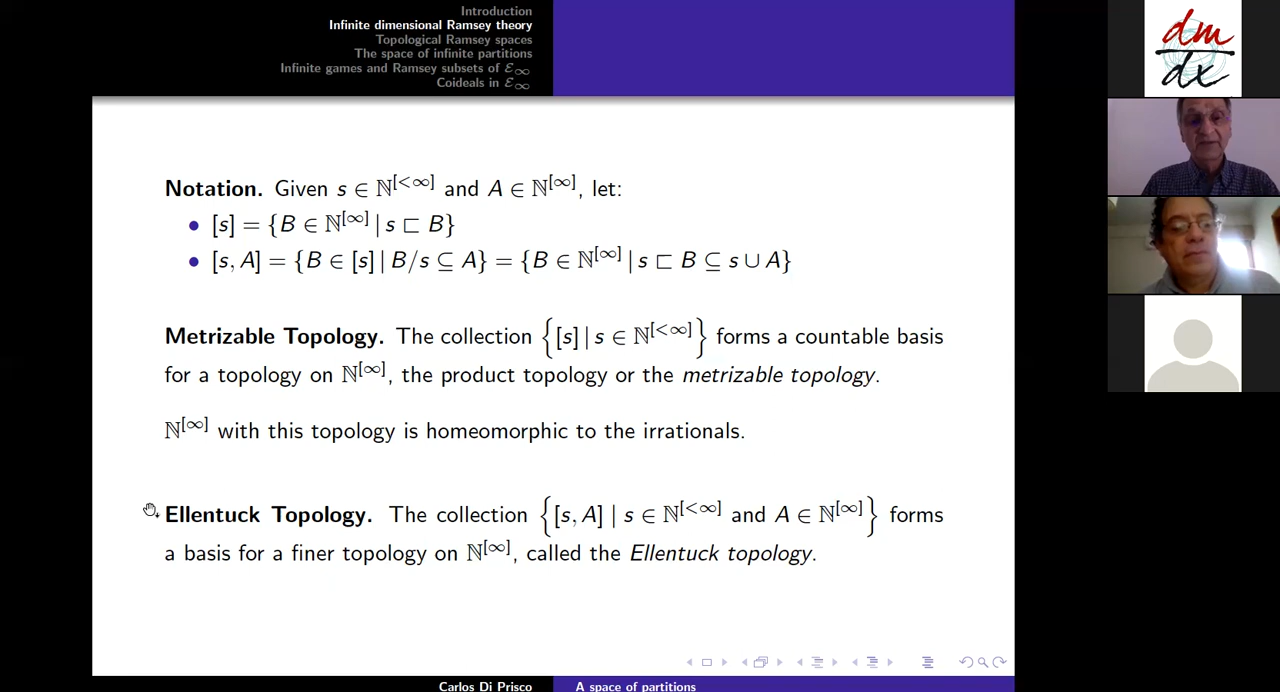 Introduction
Infinite dimensional Ramsey theory
Topological Ramsey spaces
The space of infinite partitions
Infinite games and Ramsey subsets of ℰ∞
Coideals in ℰ∞
dm
dx
Notation. Given s ∈ ℕ^[<∞] and A ∈ ℕ^[∞], let:
• [s] = {B ∈ ℕ^[∞] | s ⊏ B}
• [s, A] = {B ∈ [s] | B/s ⊆ A} = {B ∈ ℕ^[∞] | s ⊏ B ⊆ s ∪ A}
Metrizable Topology. The collection {[s] | s ∈ ℕ^[<∞]} forms a countable basis
for a topology on ℕ^[∞], the product topology or the metrizable topology.
ℕ^[∞] with this topology is homeomorphic to the irrationals.
Ellentuck Topology. The collection {[s, A] | s ∈ ℕ^[<∞] and A ∈ ℕ^[∞]} forms
a basis for a finer topology on ℕ^[∞], called the Ellentuck topology.
Carlos Di Prisco A space of partitions